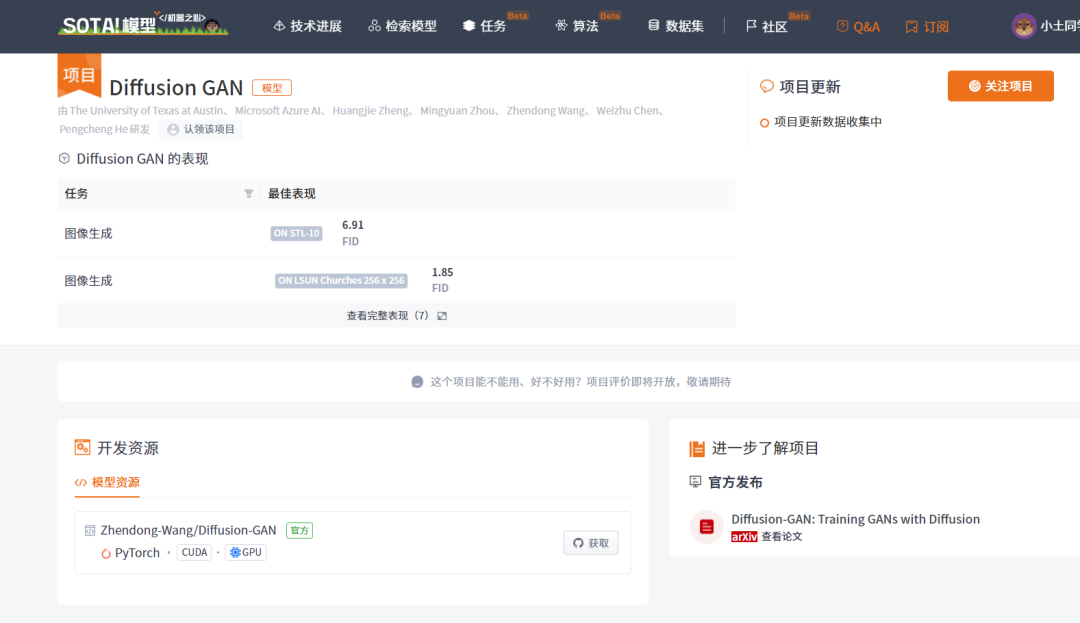 SOTA!模型 </机器之心>
技术进展 检索模型 任务 Beta 算法 Beta 数据集 社区 Beta Q&A 订阅 小土同学
项目 Diffusion GAN 模型
由 The University of Texas at Austin、 Microsoft Azure AI、 Huangjie Zheng、 Mingyuan Zhou、 Zhendong Wang、 Weizhu Chen、
Pengcheng He 研发 认领该项目
Diffusion GAN 的表现
任务 最佳表现
图像生成 ON STL-10 6.91
FID
图像生成 ON LSUN Churches 256 x 256 1.85
FID
查看完整表现（7）
项目更新 关注项目
项目更新数据收集中
这个项目能不能用、好不好用？项目评价即将开放，敬请期待
开发资源
模型资源
Zhendong-Wang/Diffusion-GAN 官方
PyTorch · CUDA · GPU
获取
进一步了解项目
官方发布
Diffusion-GAN: Training GANs with Diffusion
arXiv 查看论文